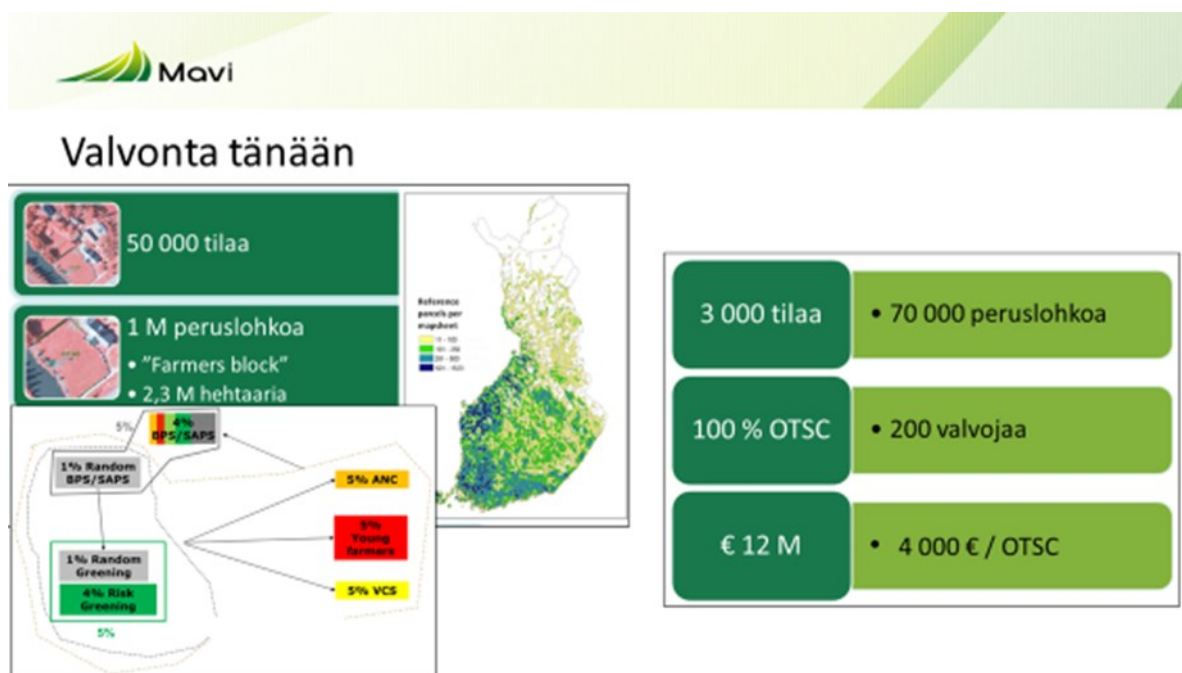 Mavi
Valvonta tänään
50 000 tilaa
1 M peruslohkoa
• "Farmers block"
• 2,3 M hehtaaria
Reference
parcels per
mapsheet
5%
4%
BPS/SAPS
1% Random
BPS/SAPS
1% Random
Greening
4% Risk
Greening
5%
5% ANC
5%
Young
farmers
5% VCS
3 000 tilaa
• 70 000 peruslohkoa
100 % OTSC
• 200 valvojaa
€ 12 M
• 4 000 € / OTSC